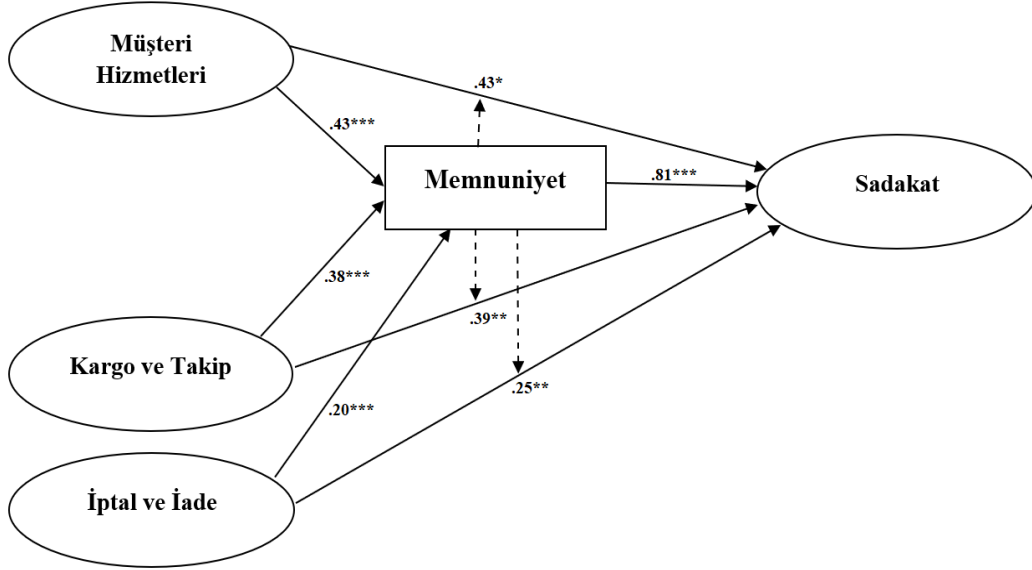 Müşteri
Hizmetleri
.43*
.43***
Memnuniyet
.81***
Sadakat
.38***
.39**
Kargo ve Takip
.20***
.25**
İptal ve İade